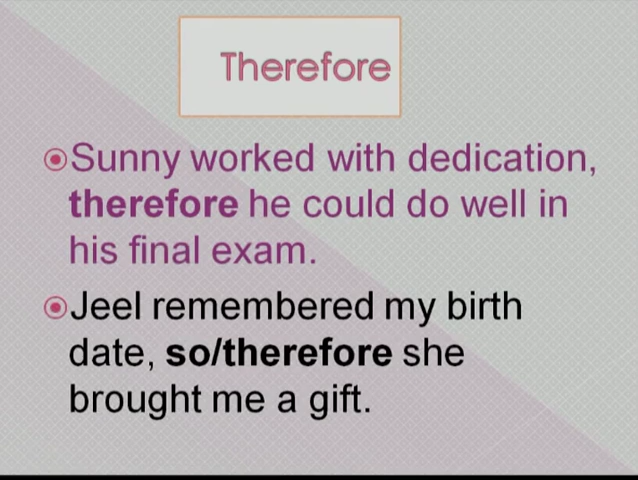 Therefore
Sunny worked with dedication,
therefore he could do well in
his final exam.
Jeel remembered my birth
date, so/therefore she
brought me a gift.